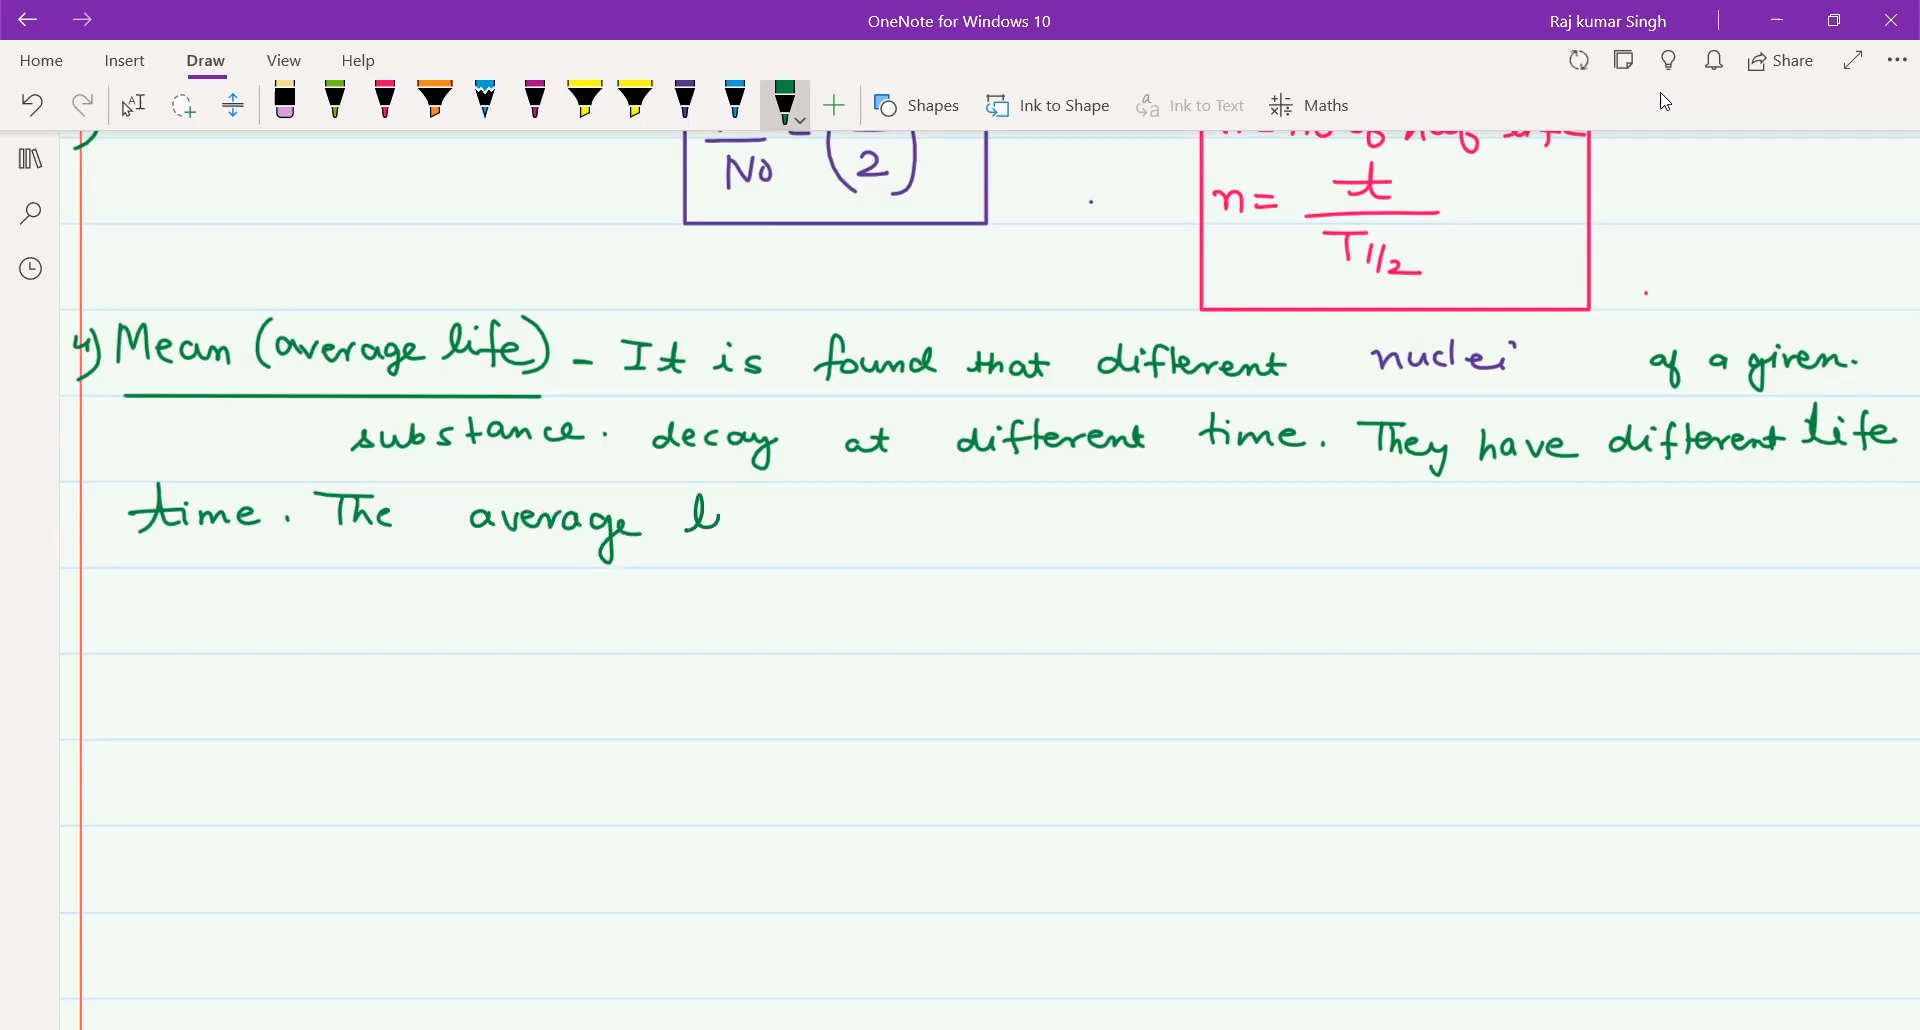 OneNote for Windows 10
Raj kumar Singh
Home Insert Draw View Help
Share
Shapes Ink to Shape Ink to Text Maths
No
2
n = t
T1/2
4) Mean (average life) - It is found that different nuclei of a given.
substance. decay at different time. They have different life
time. The average l